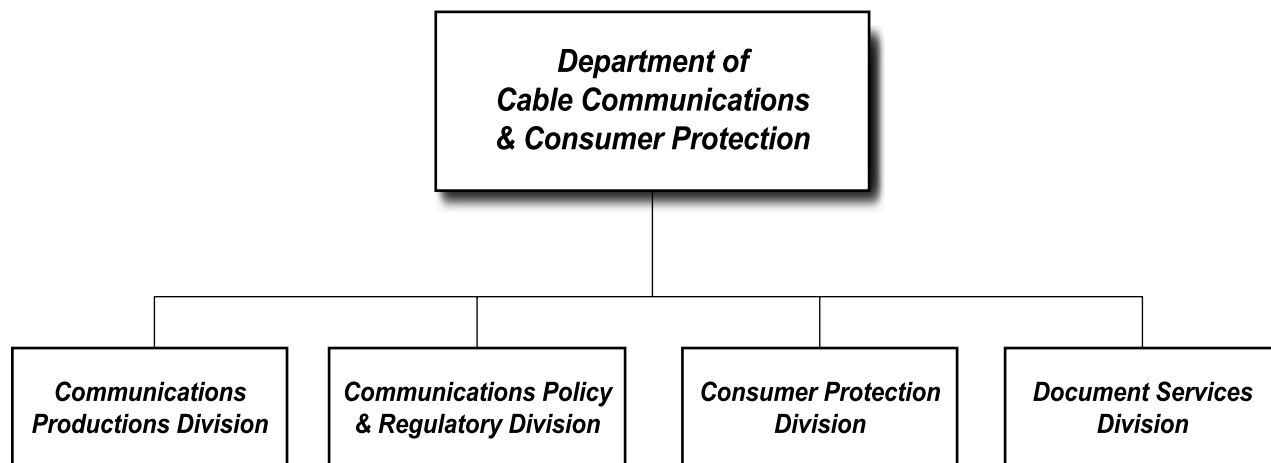 Department of
Cable Communications
& Consumer Protection
Communications
Productions Division
Communications Policy
& Regulatory Division
Consumer Protection
Division
Document Services
Division